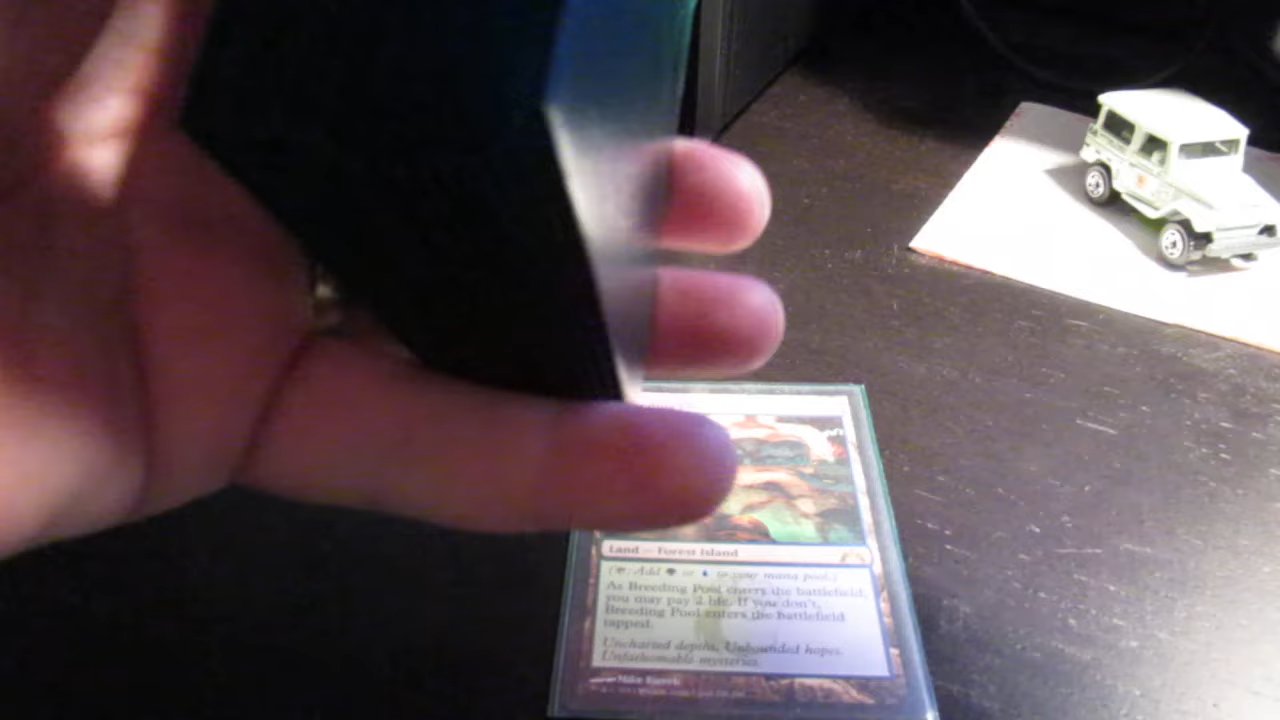 Land — Forest Island
(: Add or to your mana pool.)
As Breeding Pool enters the battlefield,
you may pay 2 life. If you don't,
Breeding Pool enters the battlefield
tapped.
Uncharted depths. Unbounded hopes.
Unfathomable mysteries.
Mike